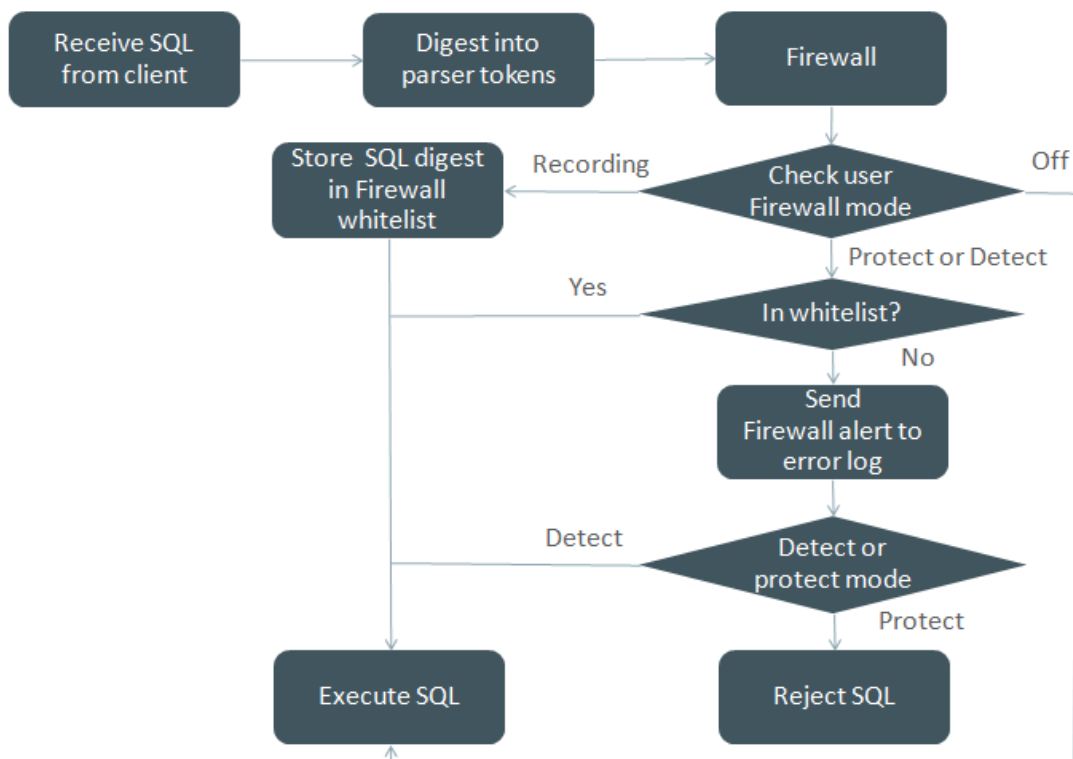 Receive SQL
from client
Digest into
parser tokens
Firewall
Store SQL digest
in Firewall
whitelist
Recording
Check user
Firewall mode
Off
Protect or Detect
Yes
In whitelist?
No
Send
Firewall alert to
error log
Detect
Detect or
protect mode
Protect
Execute SQL
Reject SQL